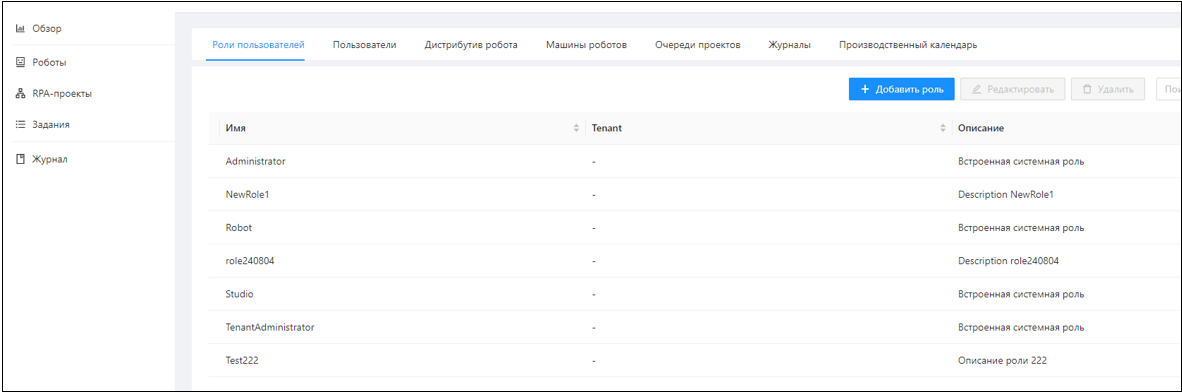 Обзор
Роботы
RPA-проекты
Задания
Журнал
Роли пользователей Пользователи Дистрибутив робота Машины роботов Очереди проектов Журналы Производственный календарь
+ Добавить роль Редактировать Удалить
Имя Tenant Описание
Administrator - Встроенная системная роль
NewRole1 - Description NewRole1
Robot - Встроенная системная роль
role240804 - Description role240804
Studio - Встроенная системная роль
TenantAdministrator - Встроенная системная роль
Test222 - Описание роли 222